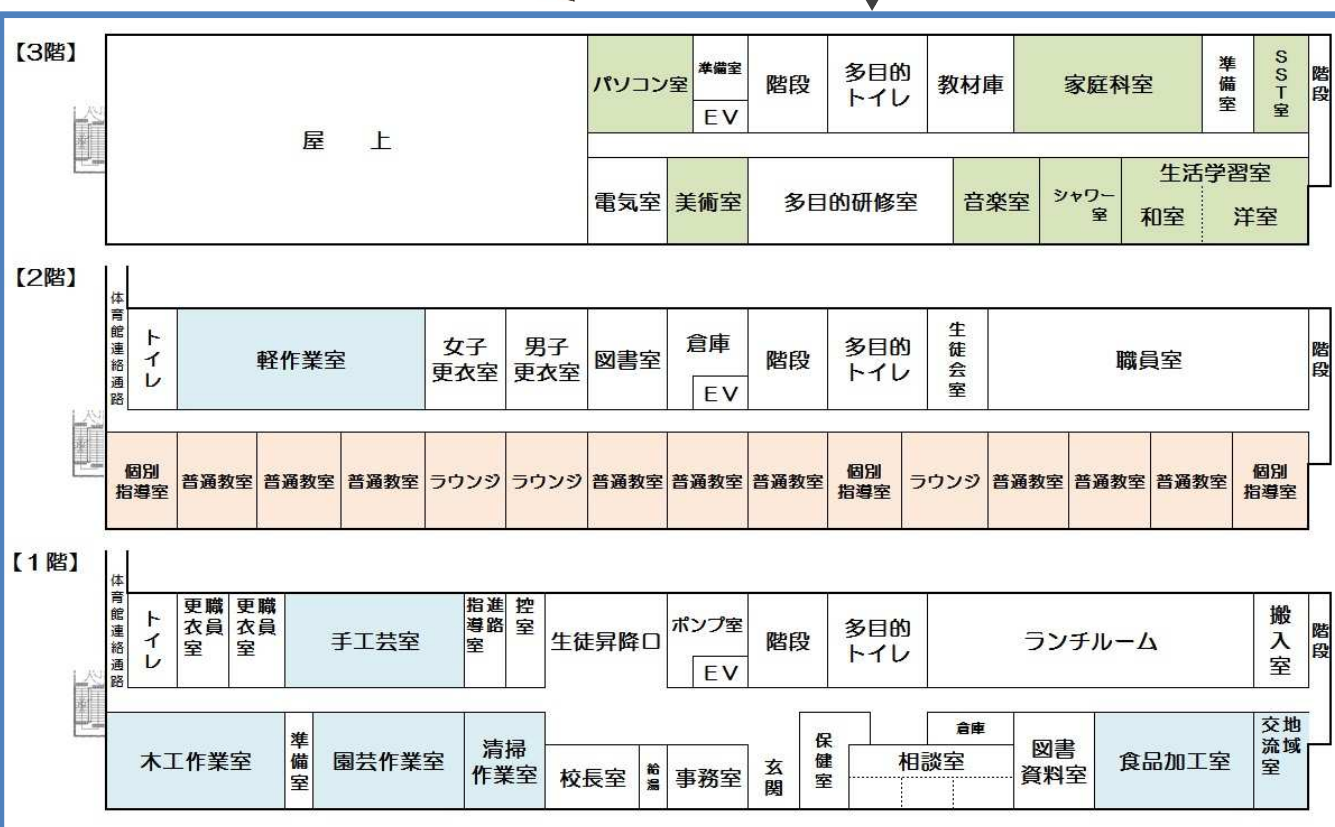 【3階】
屋 上
パソコン室
準備室
EV
階段
多目的
トイレ
教材庫
家庭科室
準備室
SST室
階段
電気室
美術室
多目的研修室
音楽室
シャワー
室
生活学習室
和室
洋室
【2階】
体育館連絡通路
トイレ
軽作業室
女子
更衣室
男子
更衣室
図書室
倉庫
EV
階段
多目的
トイレ
生徒会室
職員室
階段
個別
指導室
普通教室
普通教室
普通教室
ラウンジ
ラウンジ
普通教室
普通教室
普通教室
個別
指導室
ラウンジ
普通教室
普通教室
普通教室
個別
指導室
【1階】
体育館連絡通路
トイレ
職員
更衣室
職員
更衣室
手工芸室
進路
指導室
控室
生徒昇降口
ポンプ室
EV
階段
多目的
トイレ
ランチルーム
搬入室
階段
木工作業室
準備室
園芸作業室
清掃
作業室
校長室
給湯
事務室
玄関
保健室
相談室
倉庫
図書
資料室
食品加工室
地域
交流室